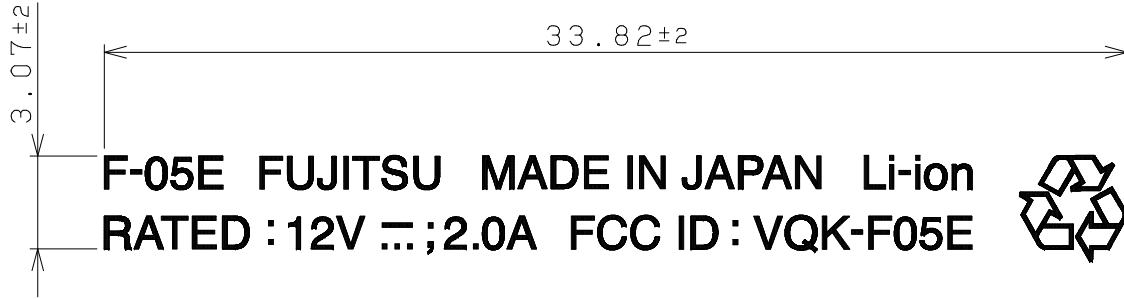 33.82±2
3.07±2
F-05E FUJITSU MADE IN JAPAN Li-ion
RATED : 12V ⎓ ; 2.0A FCC ID : VQK-F05E